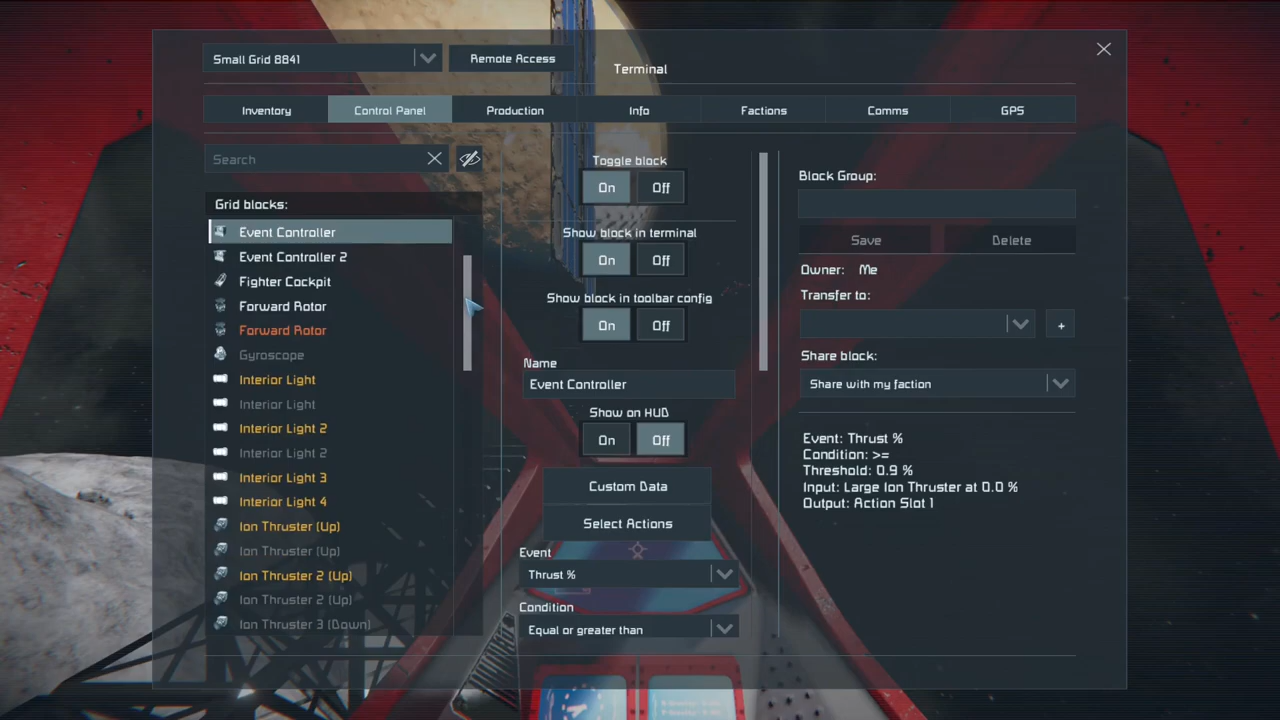 Small Grid 8841
Remote Access
Terminal
Inventory
Control Panel
Production
Info
Factions
Comms
GPS
Search
Grid blocks:
Event Controller
Event Controller 2
Fighter Cockpit
Forward Rotor
Forward Rotor
Gyroscope
Interior Light
Interior Light
Interior Light 2
Interior Light 2
Interior Light 3
Interior Light 4
Ion Thruster (Up)
Ion Thruster (Up)
Ion Thruster 2 (Up)
Ion Thruster 2 (Up)
Ion Thruster 3 (Down)
Toggle block
On Off
Show block in terminal
On Off
Show block in toolbar config
On Off
Name
Event Controller
Show on HUD
On Off
Custom Data
Select Actions
Event
Thrust %
Condition
Equal or greater than
Block Group:
Save Delete
Owner: Me
Transfer to:
+
Share block:
Share with my faction
Event: Thrust %
Condition: >=
Threshold: 0.9 %
Input: Large Ion Thruster at 0.0 %
Output: Action Slot 1